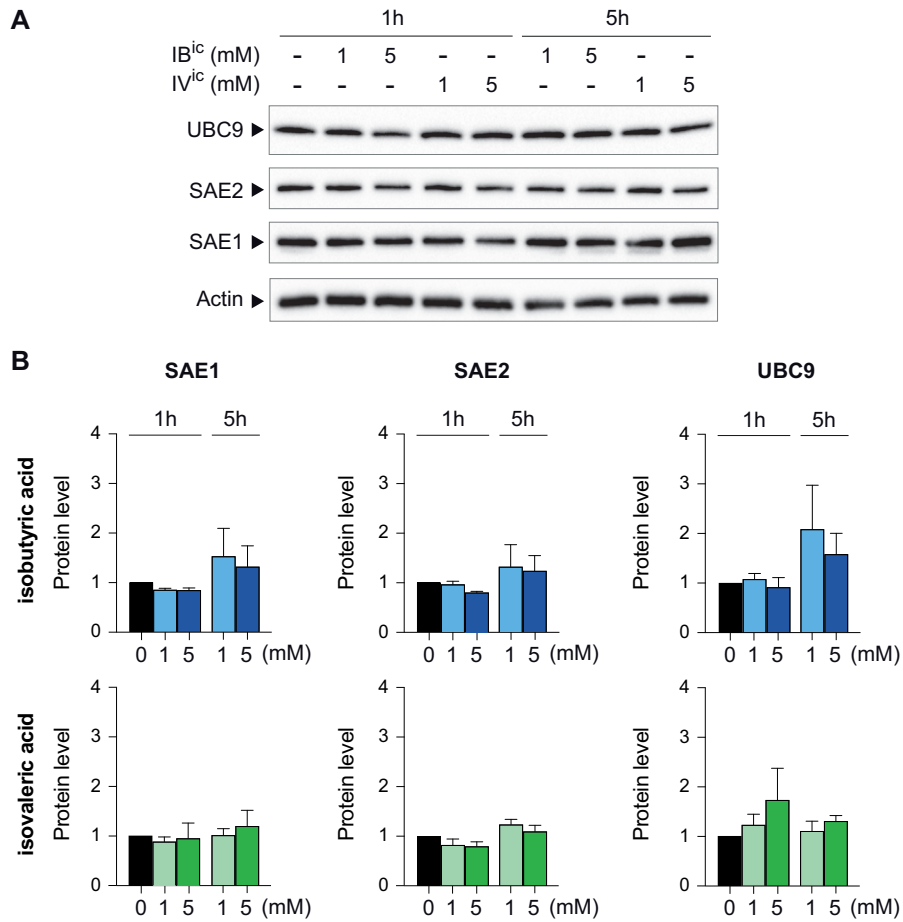 A
1h 5h
IBic (mM) - 1 5 - - 1 5 - -
IVic (mM) - - - 1 5 - - 1 5
UBC9
SAE2
SAE1
Actin
B
SAE1 SAE2 UBC9
isobutyric acid
Protein level
1h 5h
4
3
2
1
0
0 1 5 1 5 (mM)
Protein level
1h 5h
4
3
2
1
0
0 1 5 1 5 (mM)
Protein level
1h 5h
4
3
2
1
0
0 1 5 1 5 (mM)
isovaleric acid
Protein level
4
3
2
1
0
0 1 5 1 5 (mM)
Protein level
4
3
2
1
0
0 1 5 1 5 (mM)
Protein level
4
3
2
1
0
0 1 5 1 5 (mM)